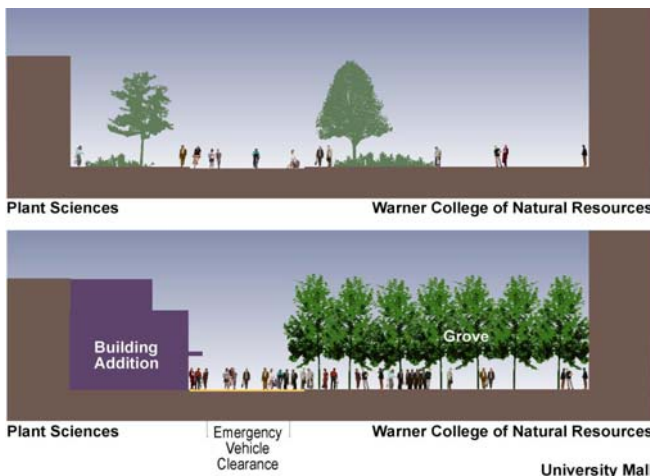 Plant Sciences
Warner College of Natural Resources
Building
Addition
Grove
Plant Sciences
Emergency
Vehicle
Clearance
Warner College of Natural Resources
University Mal